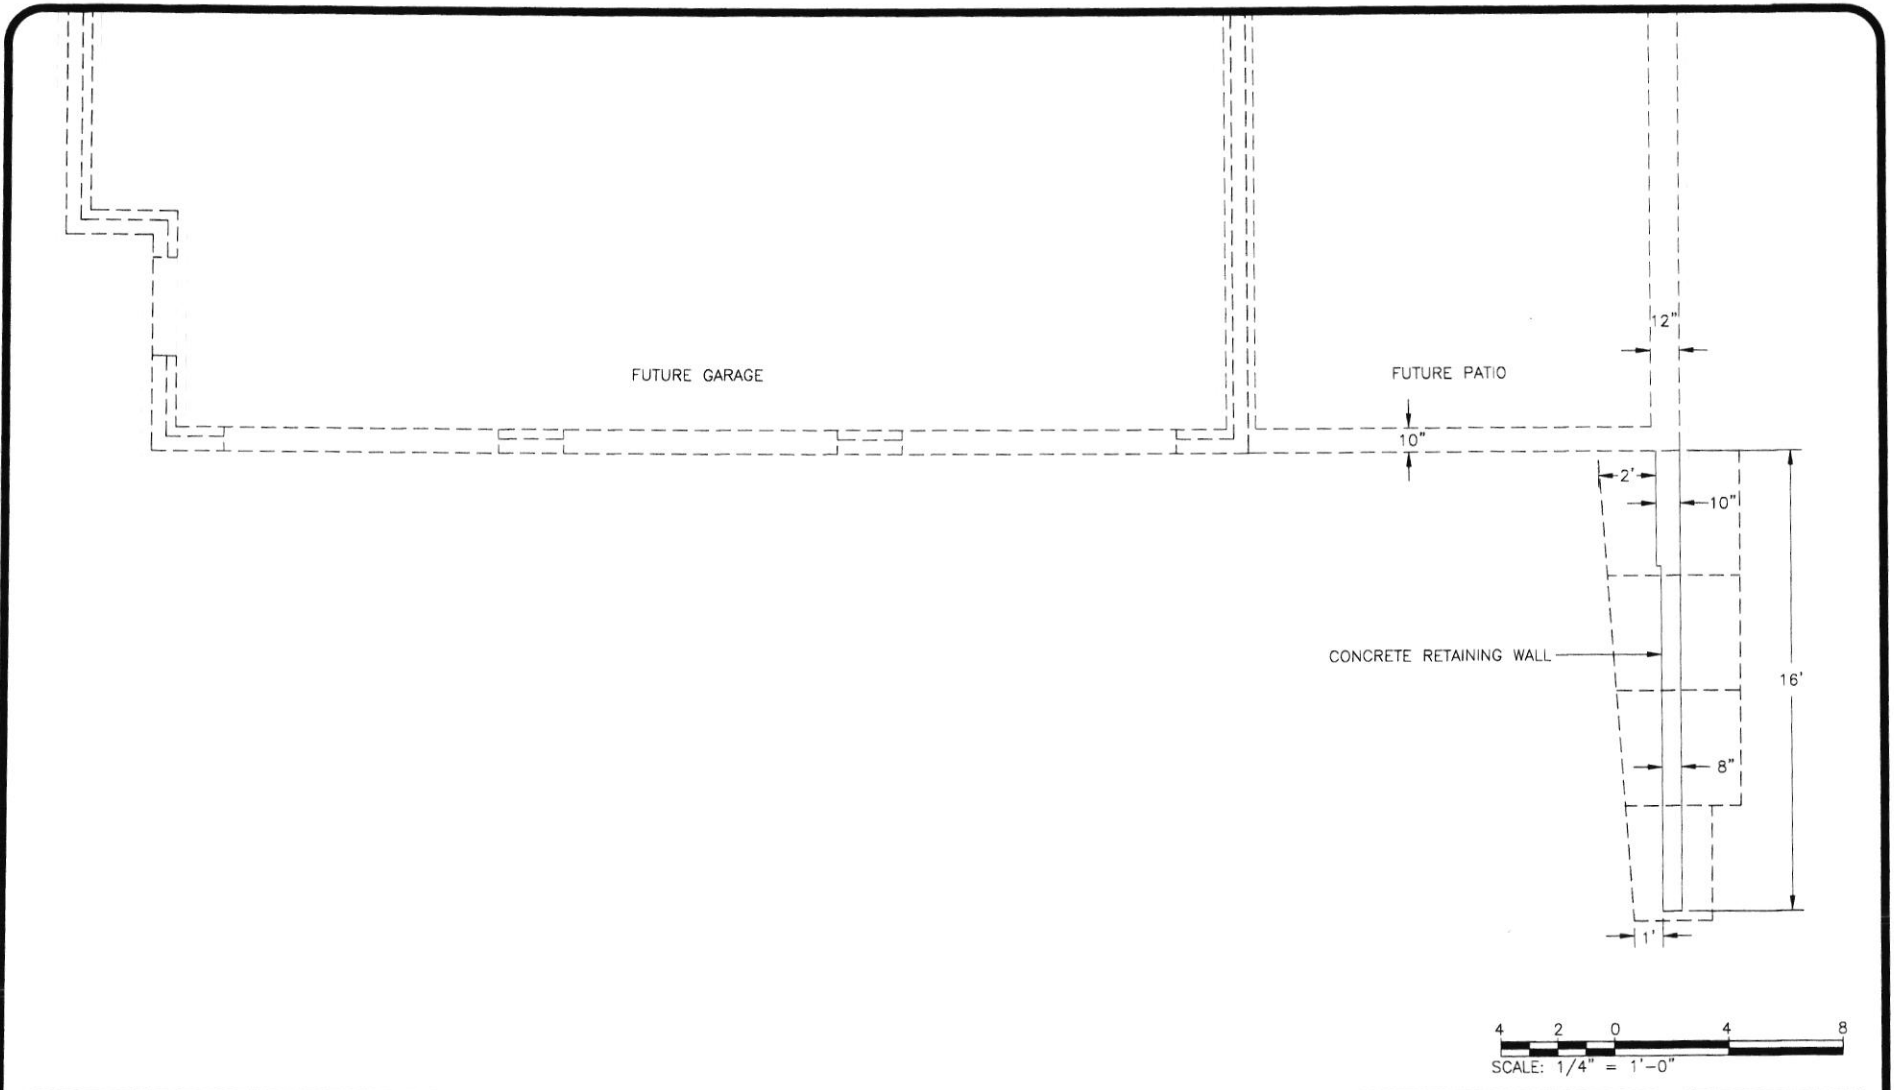 12"
FUTURE GARAGE
FUTURE PATIO
10"
2'
10"
CONCRETE RETAINING WALL
16'
8"
1'
4 2 0 4 8
SCALE: 1/4" = 1'-0"